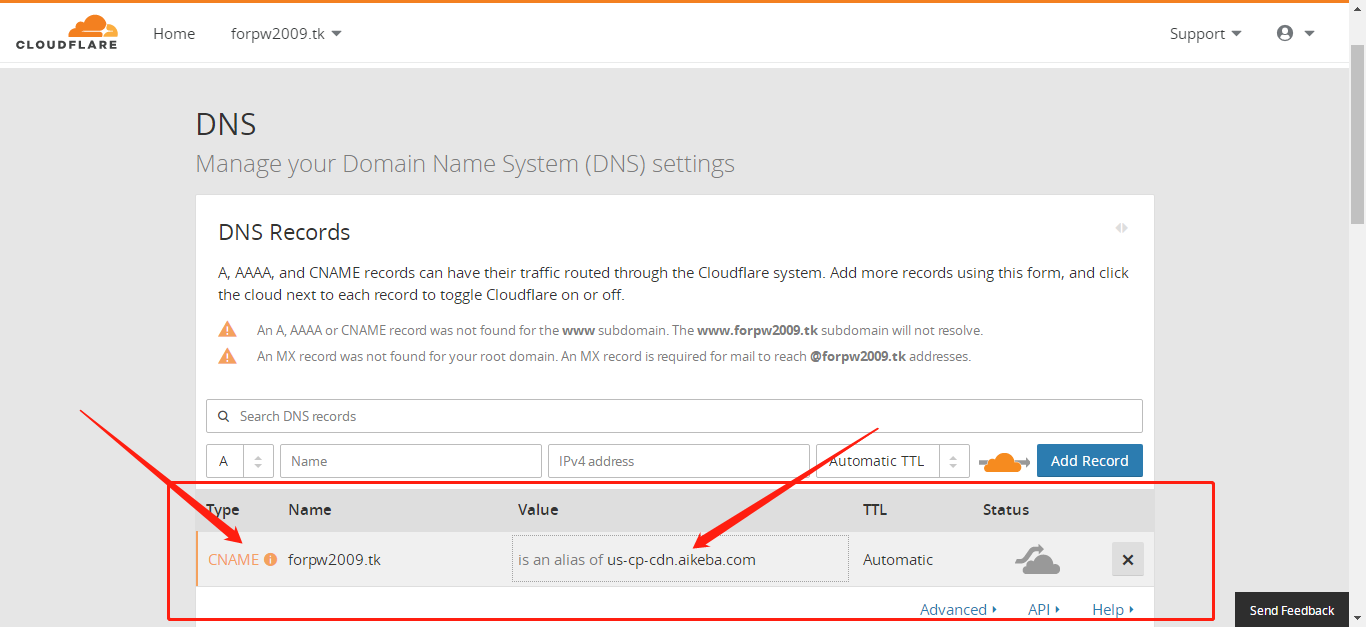 CLOUDFLARE
Home
forpw2009.tk
Support
DNS
Manage your Domain Name System (DNS) settings
DNS Records
A, AAAA, and CNAME records can have their traffic routed through the Cloudflare system. Add more records using this form, and click
the cloud next to each record to toggle Cloudflare on or off.
An A, AAAA or CNAME record was not found for the www subdomain. The www.forpw2009.tk subdomain will not resolve.
An MX record was not found for your root domain. An MX record is required for mail to reach @forpw2009.tk addresses.
Search DNS records
A
Name
IPv4 address
Automatic TTL
Add Record
Type
Name
Value
TTL
Status
CNAME
forpw2009.tk
is an alias of us-cp-cdn.aikeba.com
Automatic
Advanced
API
Help
Send Feedback